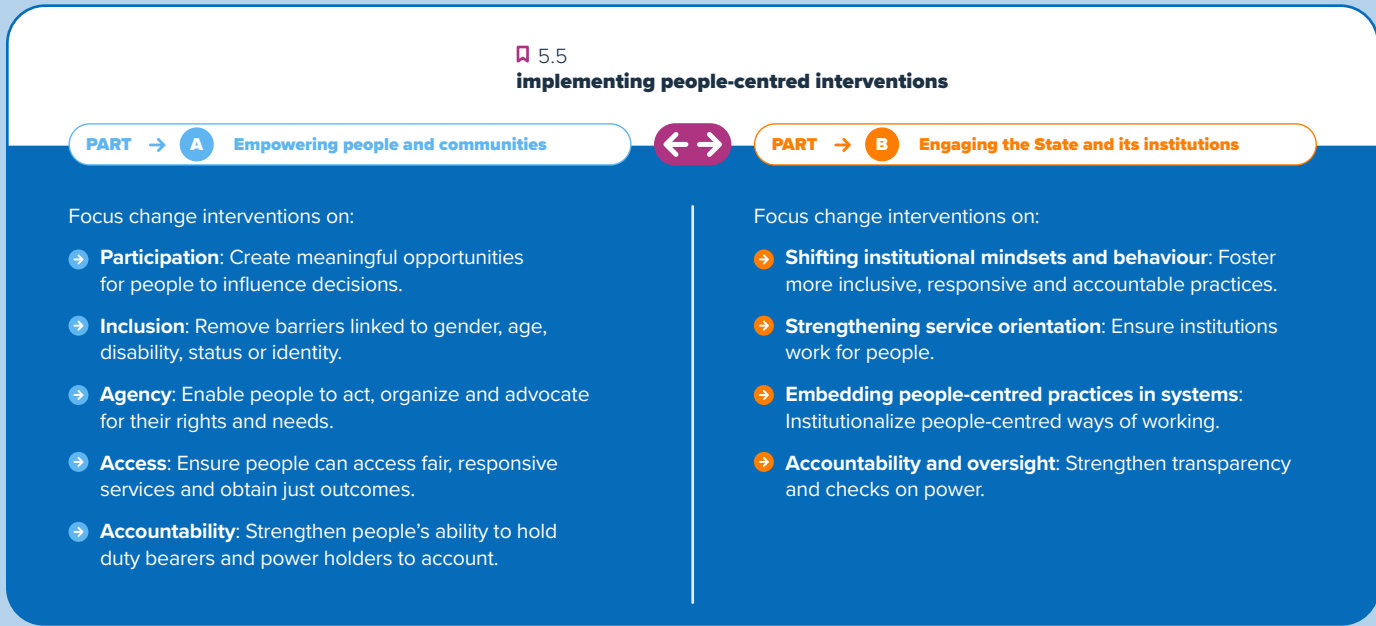 5.5
implementing people-centred interventions
PART → A Empowering people and communities
Focus change interventions on:
Participation: Create meaningful opportunities
for people to influence decisions.
Inclusion: Remove barriers linked to gender, age,
disability, status or identity.
Agency: Enable people to act, organize and advocate
for their rights and needs.
Access: Ensure people can access fair, responsive
services and obtain just outcomes.
Accountability: Strengthen people’s ability to hold
duty bearers and power holders to account.
PART → B Engaging the State and its institutions
Focus change interventions on:
Shifting institutional mindsets and behaviour: Foster
more inclusive, responsive and accountable practices.
Strengthening service orientation: Ensure institutions
work for people.
Embedding people-centred practices in systems:
Institutionalize people-centred ways of working.
Accountability and oversight: Strengthen transparency
and checks on power.